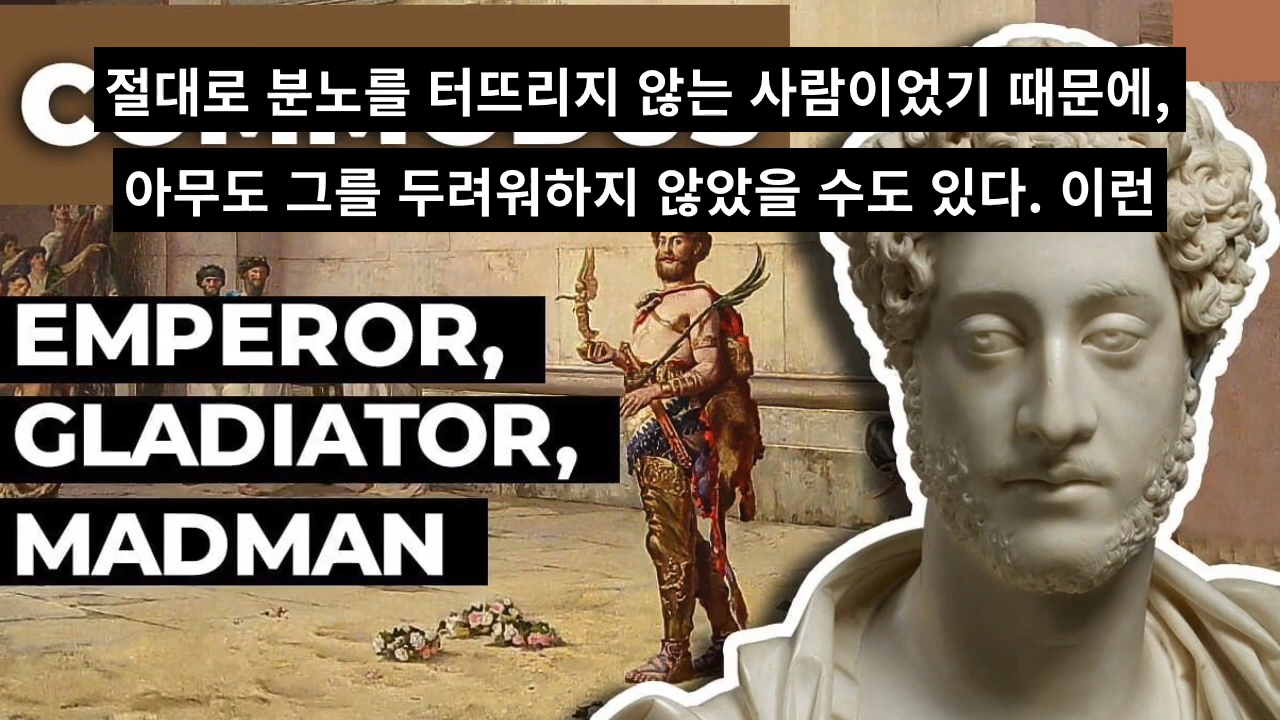 절대로 분노를 터뜨리지 않는 사람이었기 때문에,
아무도 그를 두려워하지 않았을 수도 있다. 이런
EMPEROR,
GLADIATOR,
MADMAN